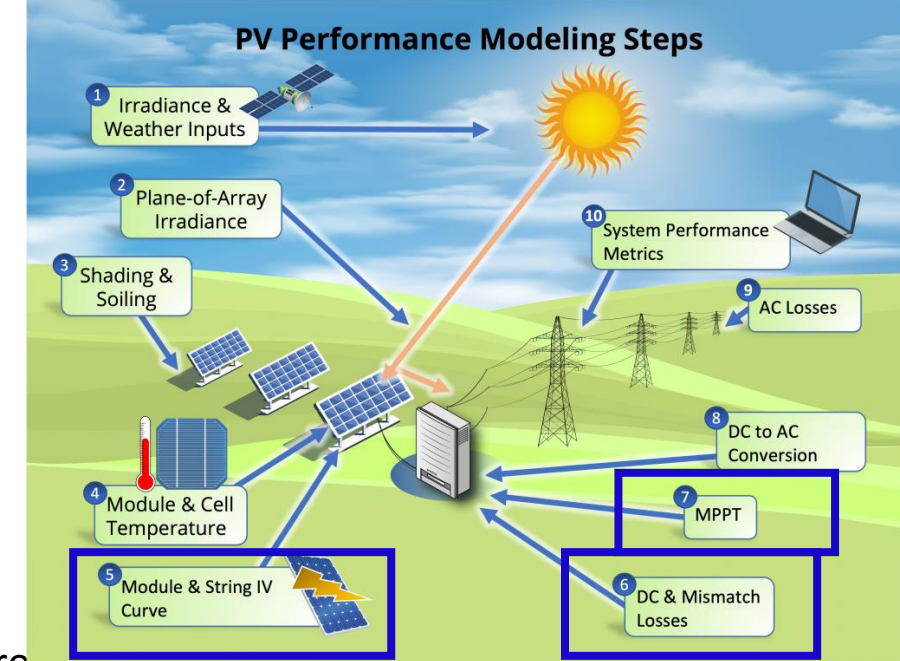 PV Performance Modeling Steps
1
Irradiance &
Weather Inputs
2
Plane-of-Array
Irradiance
3
Shading &
Soiling
4
Module & Cell
Temperature
5
Module & String IV
Curve
6
DC & Mismatch
Losses
7
MPPT
8
DC to AC
Conversion
9
AC Losses
10
System Performance
Metrics
re